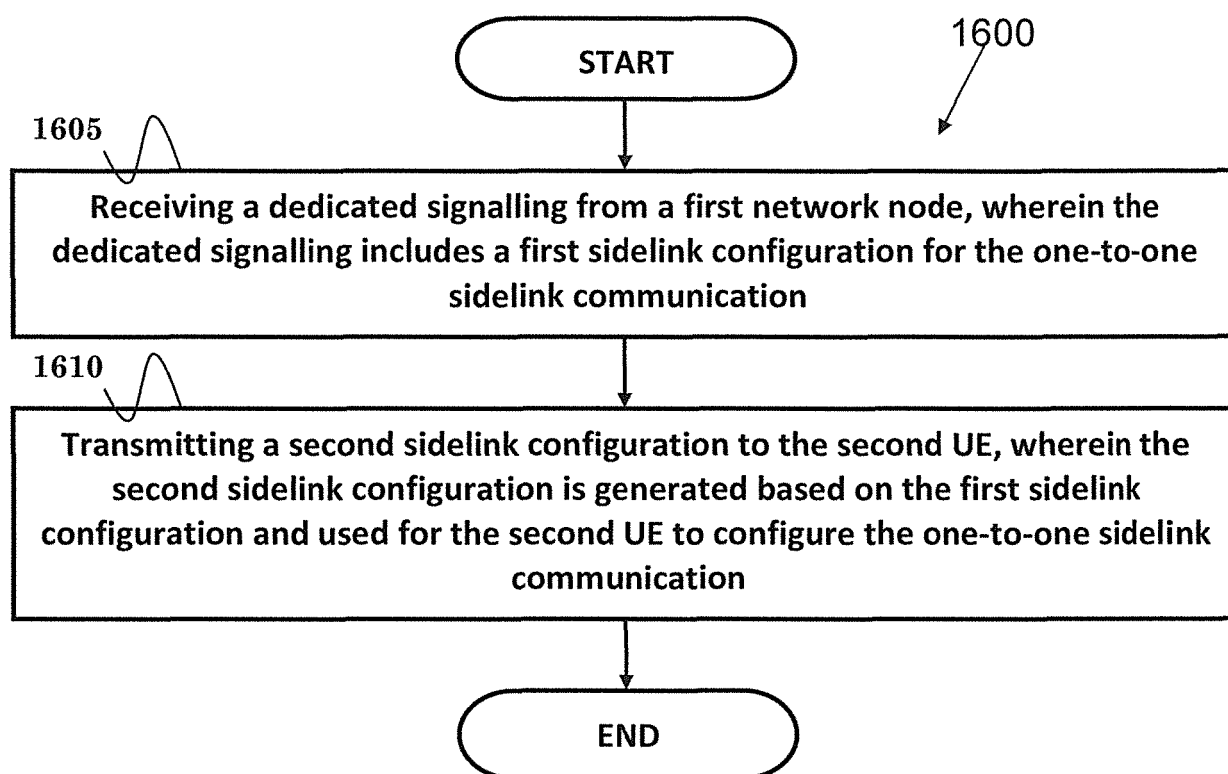 START
1600
1605
Receiving a dedicated signalling from a first network node, wherein the
dedicated signalling includes a first sidelink configuration for the one-to-one
sidelink communication
1610
Transmitting a second sidelink configuration to the second UE, wherein the
second sidelink configuration is generated based on the first sidelink
configuration and used for the second UE to configure the one-to-one sidelink
communication
END